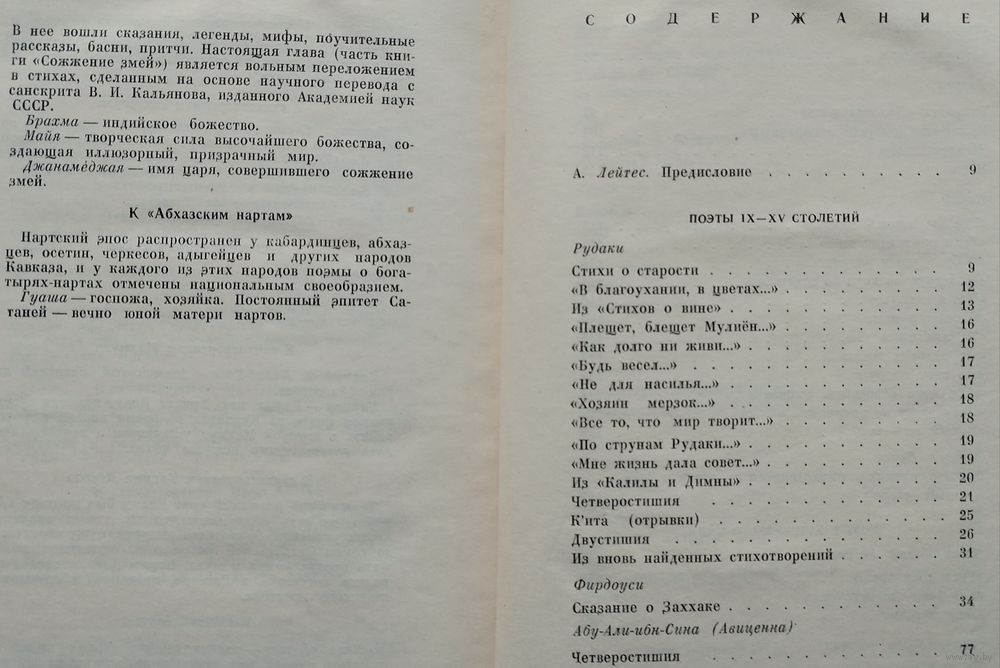 В нее вошли сказания, легенды, мифы, поучительные
рассказы, басни, притчи. Настоящая глава (часть кни-
ги «Сожжение змей») является вольным переложением
в стихах, сделанным на основе научного перевода с
санскрита В. И. Кальянова, изданного Академией наук
СССР.
Брахма — индийское божество.
Майя — творческая сила высочайшего божества, со-
здающая иллюзорный, призрачный мир.
Джанамéджая — имя царя, совершившего сожжение
змей.
К «Абхазским нартам»
Нартский эпос распространен у кабардинцев, абхаз-
цев, осетин, черкесов, адыгейцев и других народов
Кавказа, и у каждого из этих народов поэмы о бога-
тырях-нартах отмечены национальным своеобразием.
Гуаша — госпожа, хозяйка. Постоянный эпитет Са-
таней — вечно юной матери нартов.
СОДЕРЖАНИЕ
А. Лейтес. Предисловие . . . . . . . . . . 9
ПОЭТЫ IX—XV СТОЛЕТИЙ
Рудаки
Стихи о старости . . . . . . . . . . . . . 9
«В благоухании, в цветах...» . . . . . . . . . 12
Из «Стихов о вине» . . . . . . . . . . . . 13
«Плещет, блещет Мулиён...» . . . . . . . . . 16
«Как долго ни живи...» . . . . . . . . . . . 16
«Будь весел...» . . . . . . . . . . . . . . 17
«Не для насилья...» . . . . . . . . . . . . 17
«Хозяин мерзок...» . . . . . . . . . . . . 18
«Все то, что мир творит...» . . . . . . . . . 18
«По струнам Рудаки...» . . . . . . . . . . . 19
«Мне жизнь дала совет...» . . . . . . . . . . 19
Из «Калилы и Димны» . . . . . . . . . . . 20
Четверостишия . . . . . . . . . . . . . . 21
К'ита (отрывки) . . . . . . . . . . . . . 25
Двустишия . . . . . . . . . . . . . . . 26
Из вновь найденных стихотворений . . . . . . 31
Фирдоуси
Сказание о Заххаке . . . . . . . . . . . . 34
Абу-Али-ибн-Сина (Авиценна)
Четверостишия . . . . . . . . . . . . . . 77